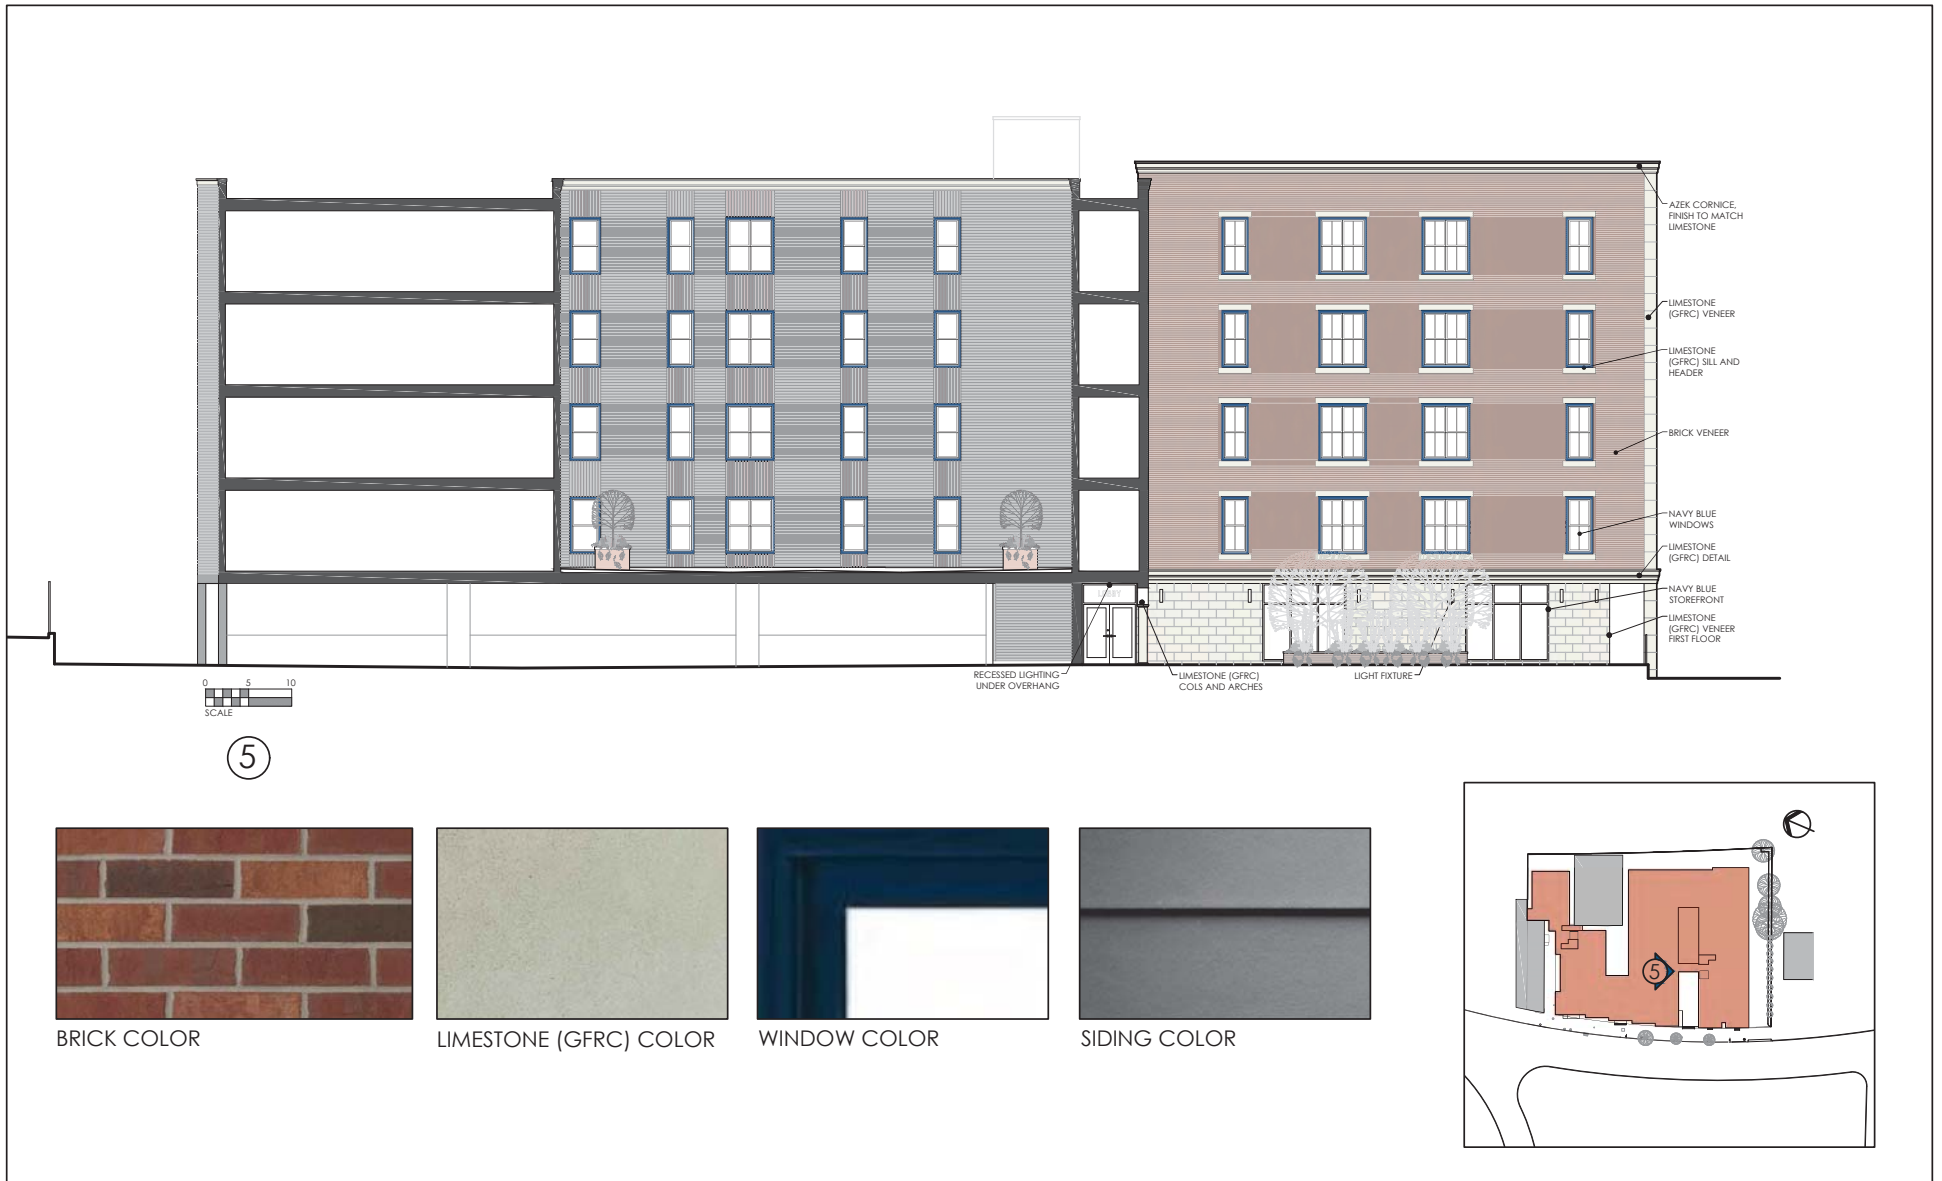 AZEK CORNICE,
FINISH TO MATCH
LIMESTONE
LIMESTONE
(GFRC) VENEER
LIMESTONE
(GFRC) SILL AND
HEADER
BRICK VENEER
NAVY BLUE
WINDOWS
LIMESTONE
(GFRC) DETAIL
NAVY BLUE
STOREFRONT
LIMESTONE
(GFRC) VENEER
FIRST FLOOR
LOBBY
RECESSED LIGHTING
UNDER OVERHANG
LIMESTONE (GFRC)
COLS AND ARCHES
LIGHT FIXTURE
0 5 10
SCALE
5
BRICK COLOR
LIMESTONE (GFRC) COLOR
WINDOW COLOR
SIDING COLOR
5